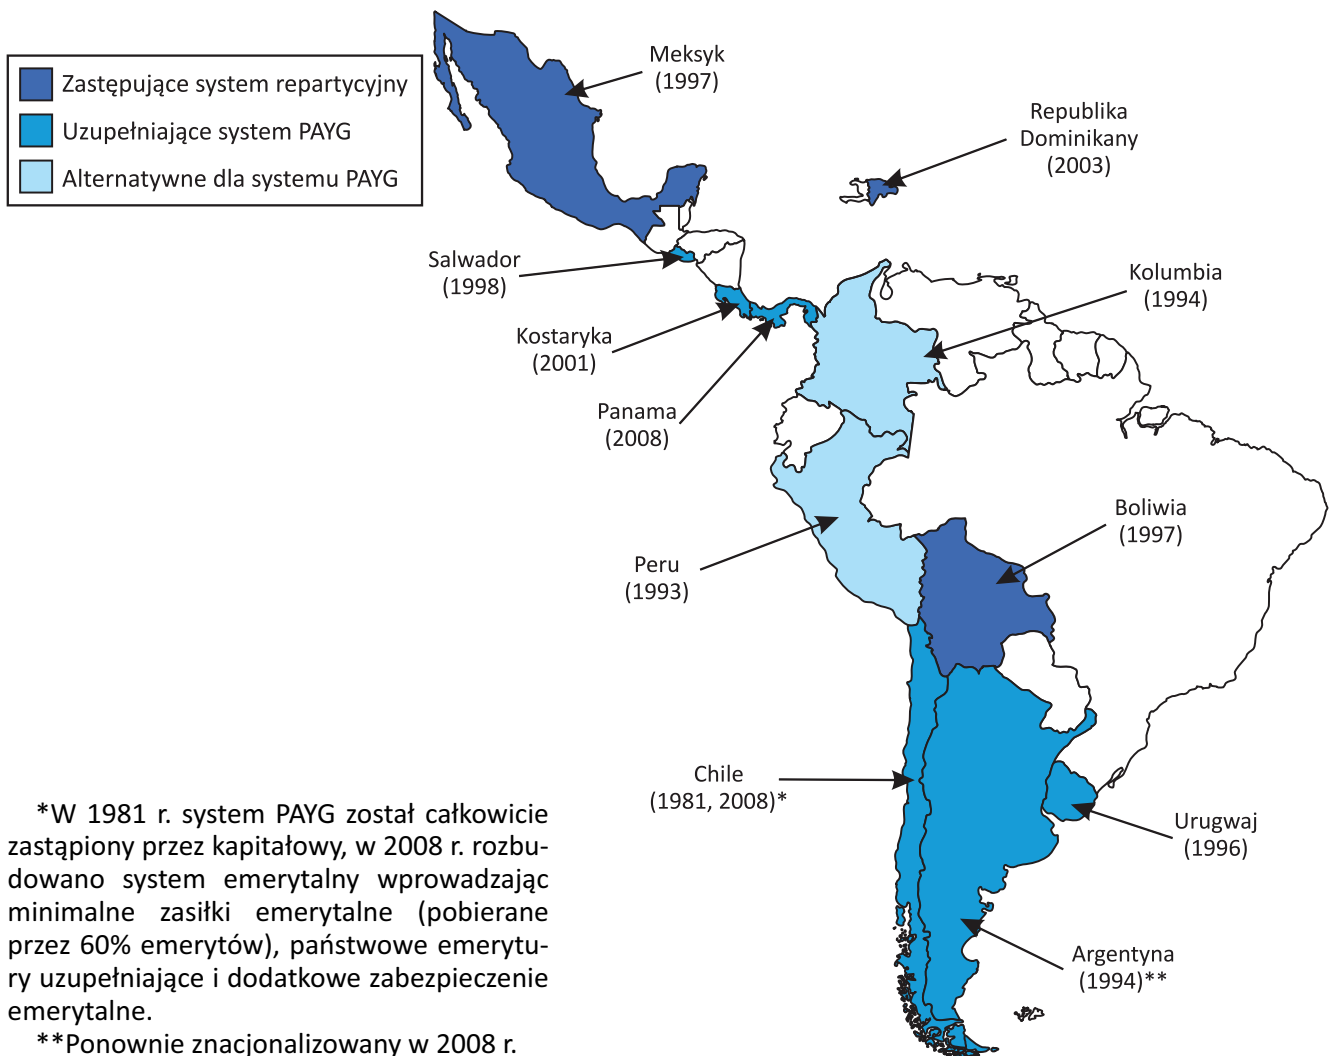 Zastępujące system repartycyjny
Uzupełniające system PAYG
Alternatywne dla systemu PAYG
Meksyk
(1997)
Republika
Dominikany
(2003)
Salwador
(1998)
Kolumbia
(1994)
Kostaryka
(2001)
Panama
(2008)
Boliwia
(1997)
Peru
(1993)
Chile
(1981, 2008)*
Urugwaj
(1996)
Argentyna
(1994)**
*W 1981 r. system PAYG został całkowicie
zastąpiony przez kapitałowy, w 2008 r. rozbu-
dowano system emerytalny wprowadzając
minimalne zasiłki emerytalne (pobierane
przez 60% emerytów), państwowe emerytu-
ry uzupełniające i dodatkowe zabezpieczenie
emerytalne.
**Ponownie znacjonalizowany w 2008 r.